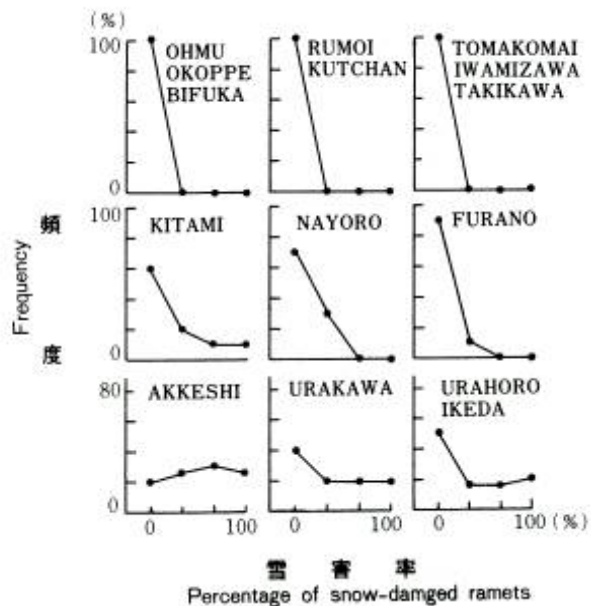 (%)
100
0
OHMU
OKOPPE
BIFUKA
RUMOI
KUTCHAN
TOMAKOMAI
IWAMIZAWA
TAKIKAWA
頻
度
Frequency
100
0
KITAMI
NAYORO
FURANO
80
40
0
AKKESHI
URAKAWA
URAHORO
IKEDA
0 100
0 100
0 100 (%)
雪害率
Percentage of snow-damged ramets